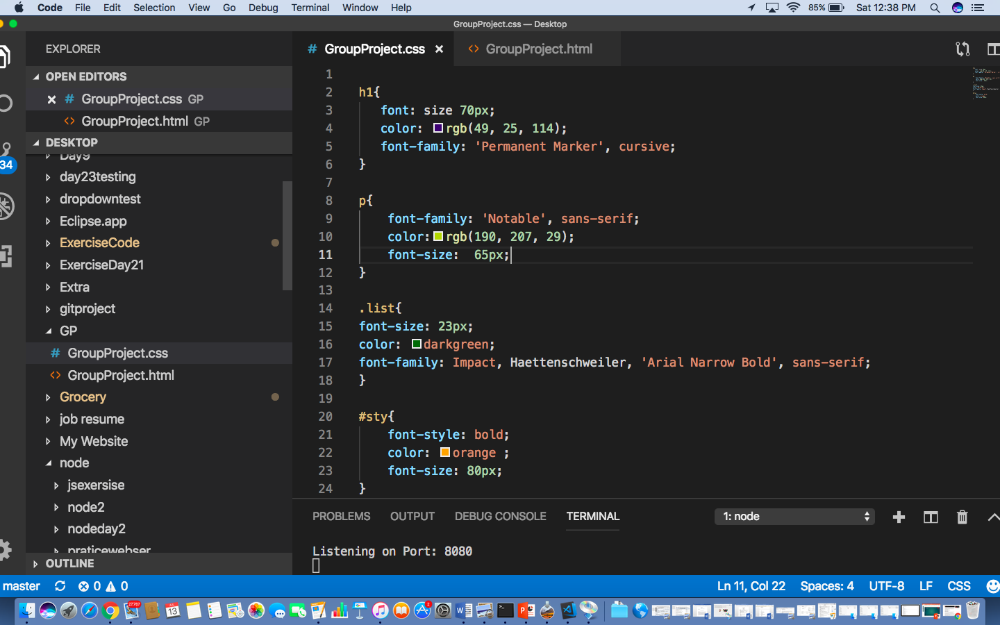 Code File Edit Selection View Go Debug Terminal Window Help 85% Sat 12:38 PM
GroupProject.css — Desktop
EXPLORER
OPEN EDITORS
GroupProject.css GP
GroupProject.html GP
DESKTOP
Day9
day23testing
dropdowntest
Eclipse.app
ExerciseCode
ExerciseDay21
Extra
gitproject
GP
# GroupProject.css
<> GroupProject.html
Grocery
job resume
My Website
node
jsexersise
node2
nodeday2
praticewebser
OUTLINE
34
# GroupProject.css × <> GroupProject.html
1
2 h1{
3 font: size 70px;
4 color: rgb(49, 25, 114);
5 font-family: 'Permanent Marker', cursive;
6 }
7
8 p{
9 font-family: 'Notable', sans-serif;
10 color: rgb(190, 207, 29);
11 font-size:  65px;
12 }
13
14 .list{
15 font-size: 23px;
16 color: darkgreen;
17 font-family: Impact, Haettenschweiler, 'Arial Narrow Bold', sans-serif;
18 }
19
20 #sty{
21 font-style: bold;
22 color: orange ;
23 font-size: 80px;
24 }
PROBLEMS OUTPUT DEBUG CONSOLE TERMINAL 1: node
Listening on Port: 8080
master 0 0 Ln 11, Col 22 Spaces: 4 UTF-8 LF CSS